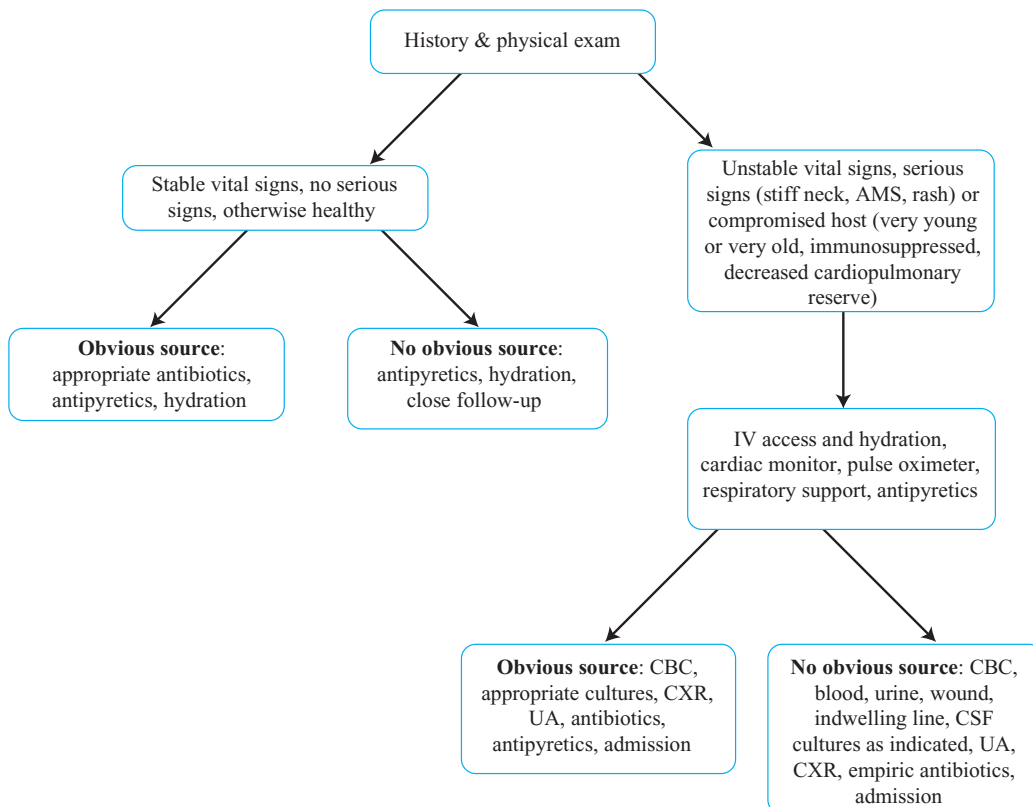 History & physical exam
Stable vital signs, no serious
signs, otherwise healthy
Unstable vital signs, serious
signs (stiff neck, AMS, rash) or
compromised host (very young
or very old, immunosuppressed,
decreased cardiopulmonary
reserve)
Obvious source:
appropriate antibiotics,
antipyretics, hydration
No obvious source:
antipyretics, hydration,
close follow-up
IV access and hydration,
cardiac monitor, pulse oximeter,
respiratory support, antipyretics
Obvious source: CBC,
appropriate cultures, CXR,
UA, antibiotics,
antipyretics, admission
No obvious source: CBC,
blood, urine, wound,
indwelling line, CSF
cultures as indicated, UA,
CXR, empiric antibiotics,
admission